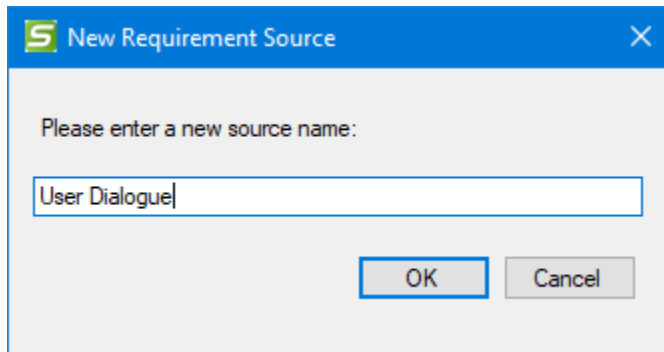 New Requirement Source
Please enter a new source name:
User Dialogue
OK Cancel